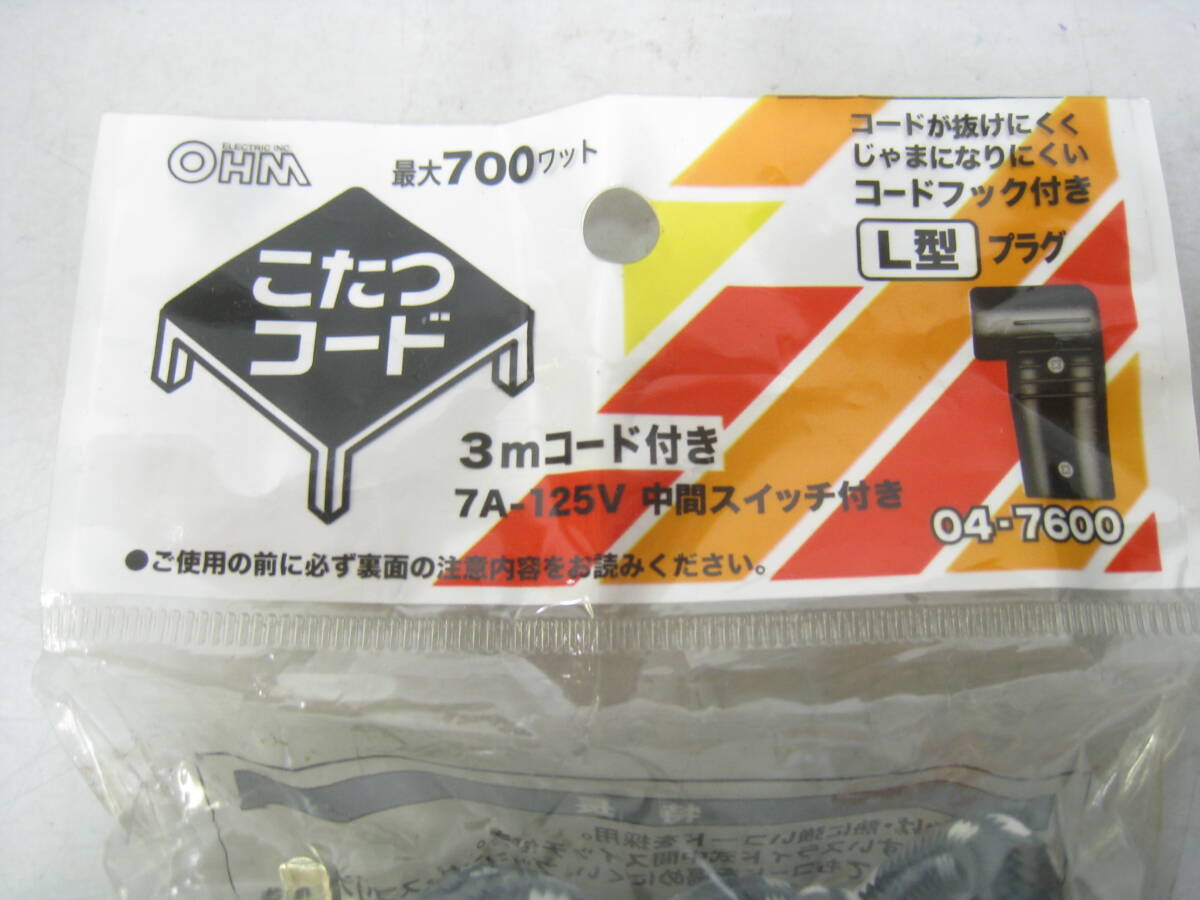 ELECTRIC INC.
OHM
最大700ワット
こたつ
コード
コードが抜けにくく
じゃまになりにくい
コードフック付き
L型 プラグ
3mコード付き
7A-125V 中間スイッチ付き
04-7600
●ご使用の前に必ず裏面の注意内容をお読みください。